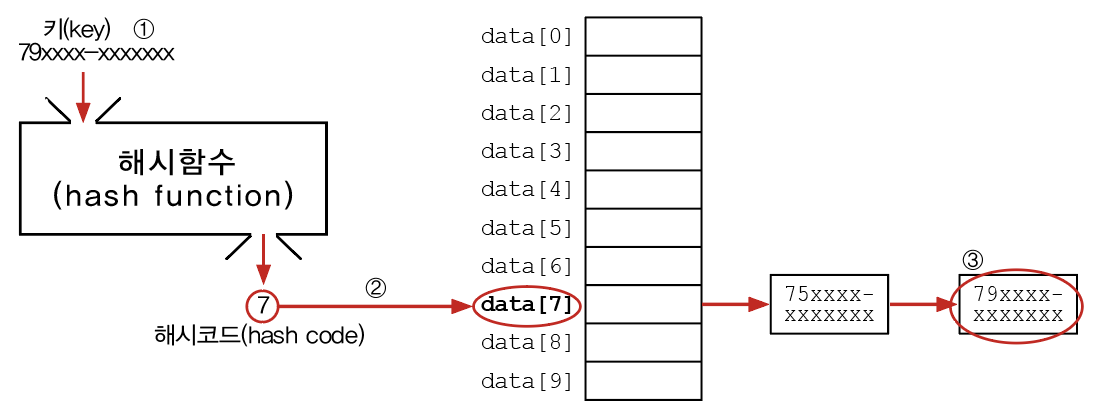 키(key) ①
79xxxx-xxxxxxx
해시함수
(hash function)
7
해시코드(hash code)
②
data[0]
data[1]
data[2]
data[3]
data[4]
data[5]
data[6]
data[7]
data[8]
data[9]
75xxxx-
xxxxxxx
③
79xxxx-
xxxxxxx